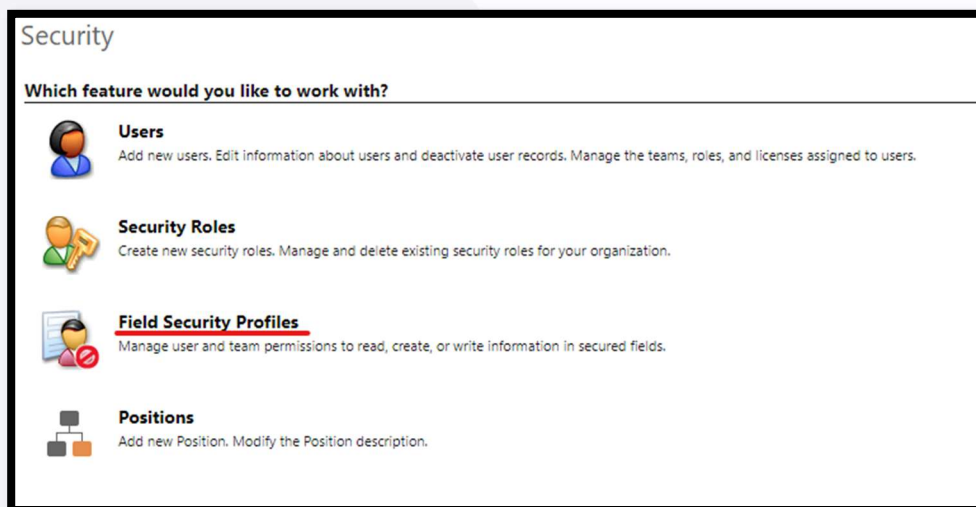 Security
Which feature would you like to work with?
Users
Add new users. Edit information about users and deactivate user records. Manage the teams, roles, and licenses assigned to users.
Security Roles
Create new security roles. Manage and delete existing security roles for your organization.
Field Security Profiles
Manage user and team permissions to read, create, or write information in secured fields.
Positions
Add new Position. Modify the Position description.